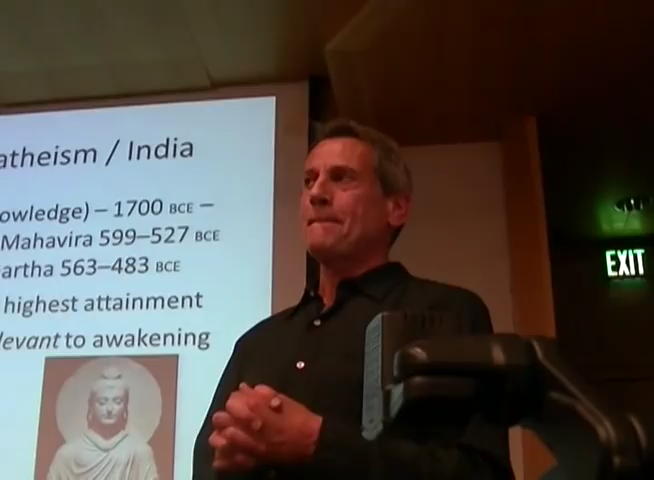 atheism / India
owledge) – 1700 BCE –
Mahavira 599–527 BCE
artha 563–483 BCE
highest attainment
levant to awakening
EXIT